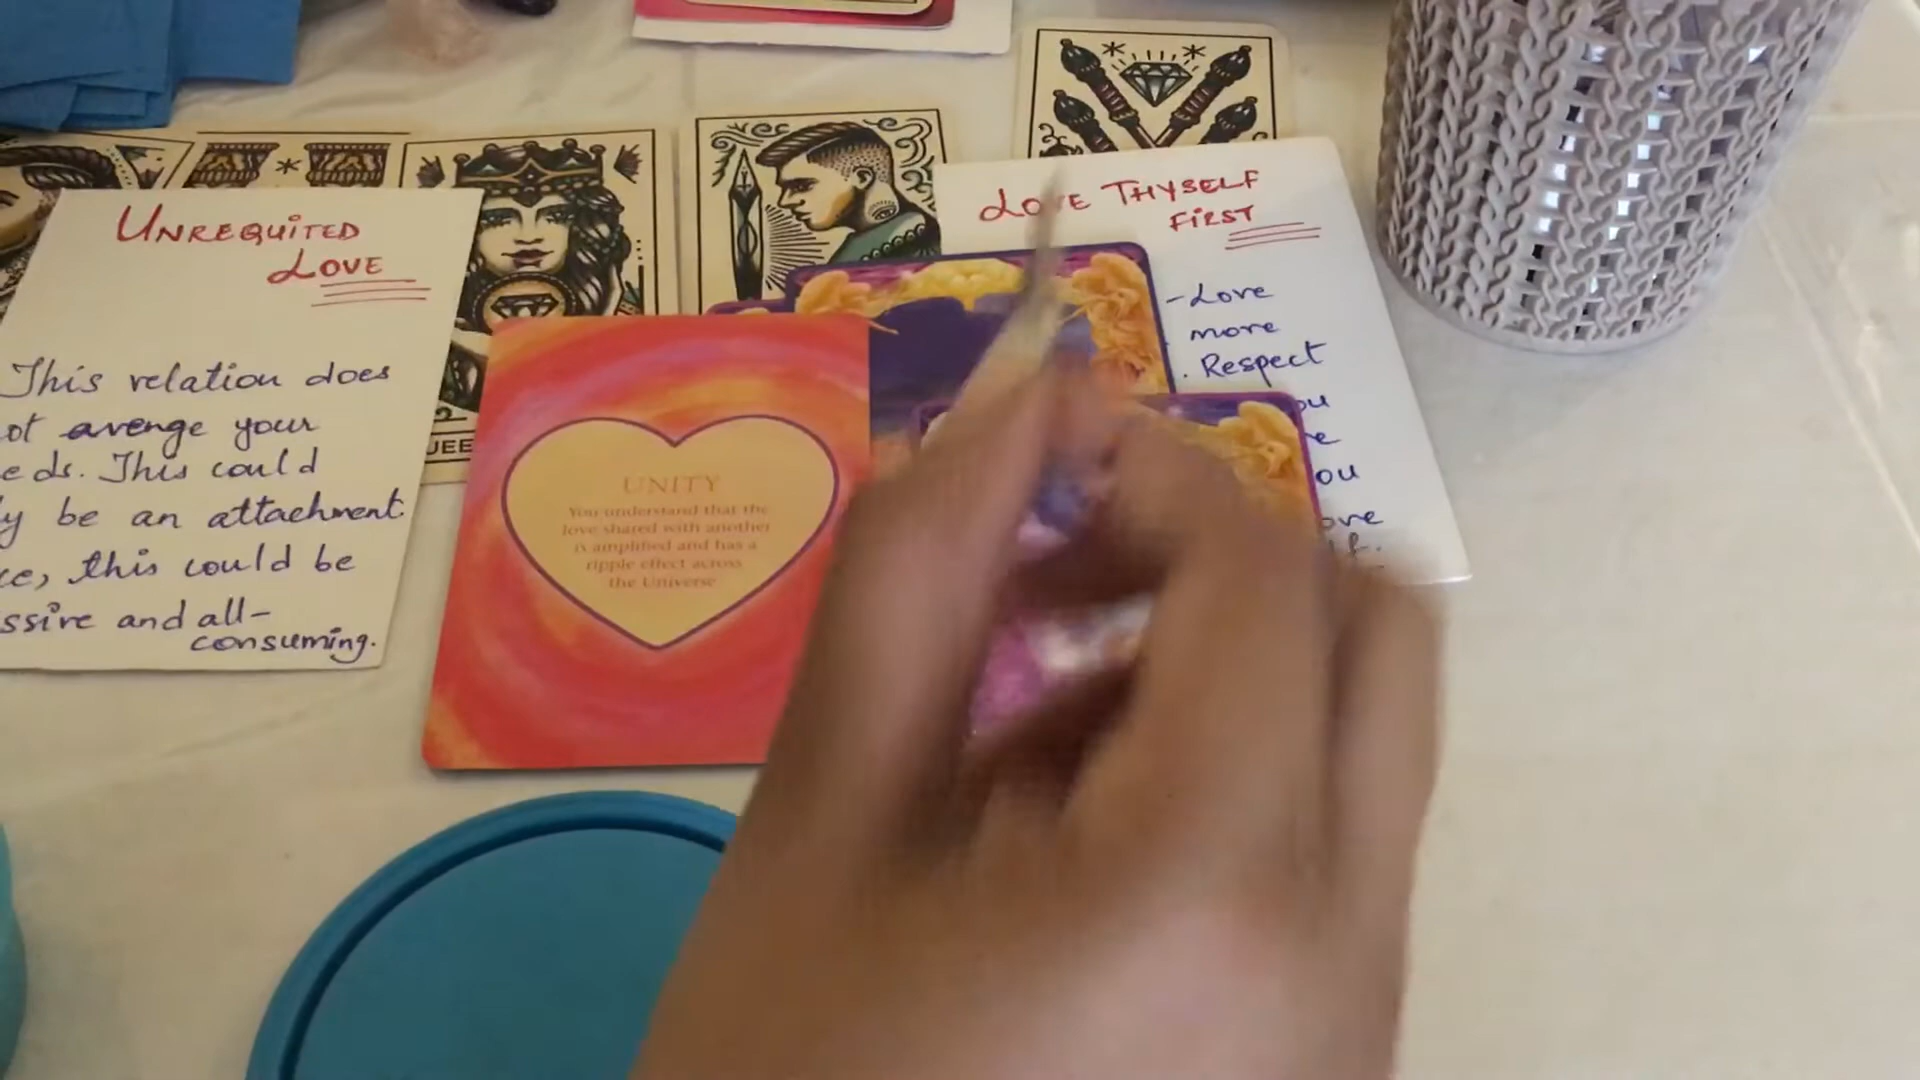 UNREQUITED
LOVE
This relation does
ot avenge your
eds. This could
y be an attachment.
ce, this could be
ssive and all-
consuming.
2
UEE
UNITY
You understand that the
love shared with another
is amplified and has a
ripple effect across
the Universe
LOVE THYSELF
FIRST
- Love
more
. Respect
ou
e
ou
ove